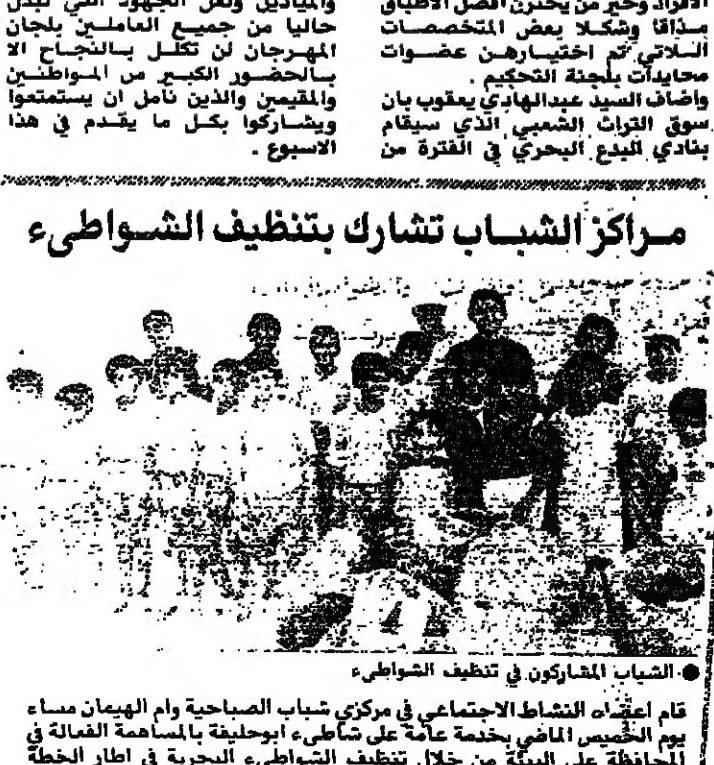 الافراد وخير من يختزن افضل الاطباق
مذاقا وشكلا بعض المتخصصات
اللاتي تم اختيارهن عضوات
محايدات بلجنة التحكيم .
واضاف السيد عبدالهادي يعقوب بان
سوق التراث الشعبي الذي سيقام
بنادي البدع البحري في الفترة من
والميادين ولعل الجهود التي تبذل
حاليا من جميع العاملين بلجان
المهرجان لن تكلل بالنجاح الا
بالحضور الكبير من المواطنين
والمقيمين والذين نأمل ان يستمتعوا
ويشاركوا بكل ما يقدم في هذا
الاسبوع .
مراكز الشباب تشارك بتنظيف الشواطىء
● الشباب المشاركون في تنظيف الشواطىء
قام اعضاء النشاط الاجتماعي في مركزي شباب الصباحية وام الهيمان مساء
يوم الخميس الماضي بخدمة عامة على شاطىء ابوحليفة بالمساهمة الفعالة في
المحافظة على البيئة من خلال تنظيف الشواطىء البحرية في اطار الخطة